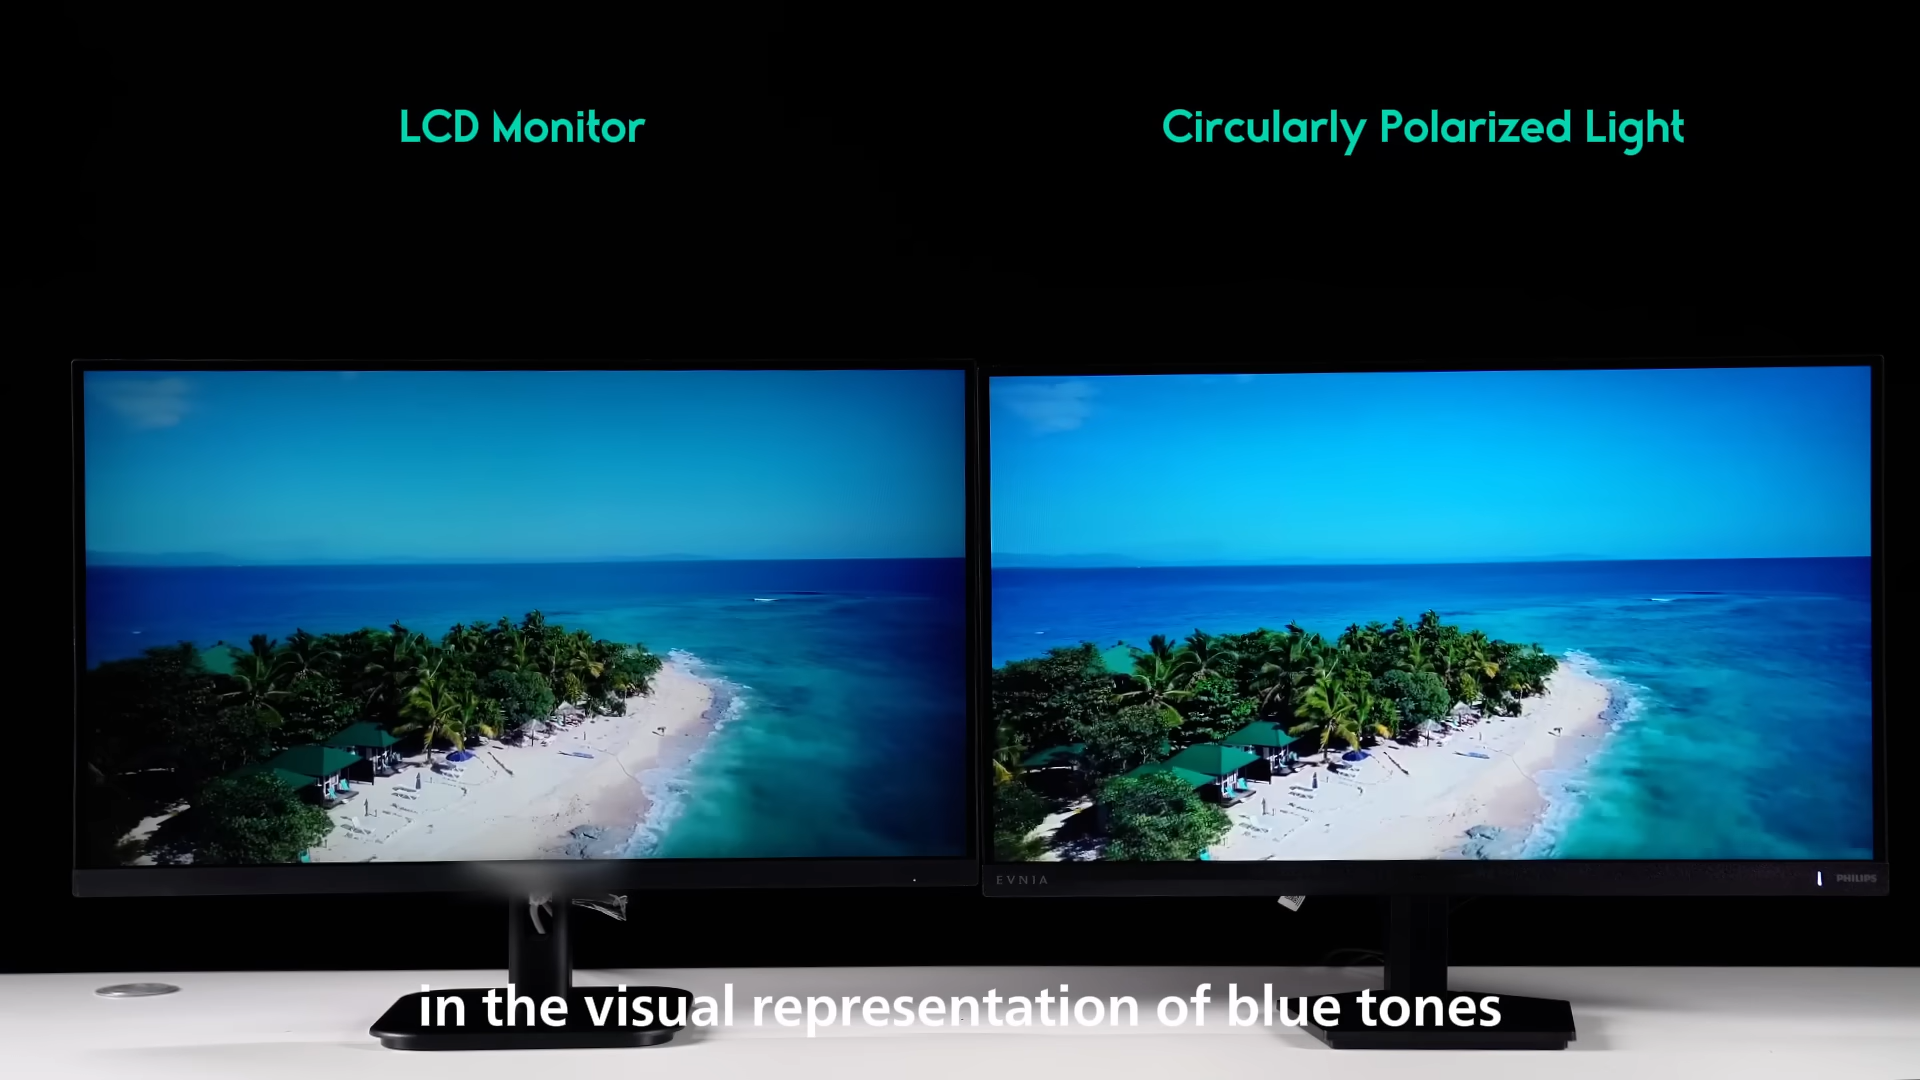 LCD Monitor
Circularly Polarized Light
EVNIA
PHILIPS
in the visual representation of blue tones